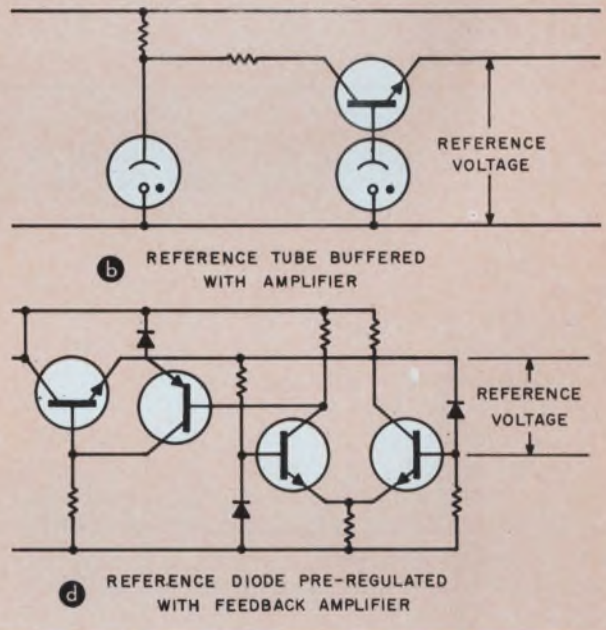 REFERENCE
VOLTAGE
b REFERENCE TUBE BUFFERED
WITH AMPLIFIER
REFERENCE
VOLTAGE
d REFERENCE DIODE PRE-REGULATED
WITH FEEDBACK AMPLIFIER